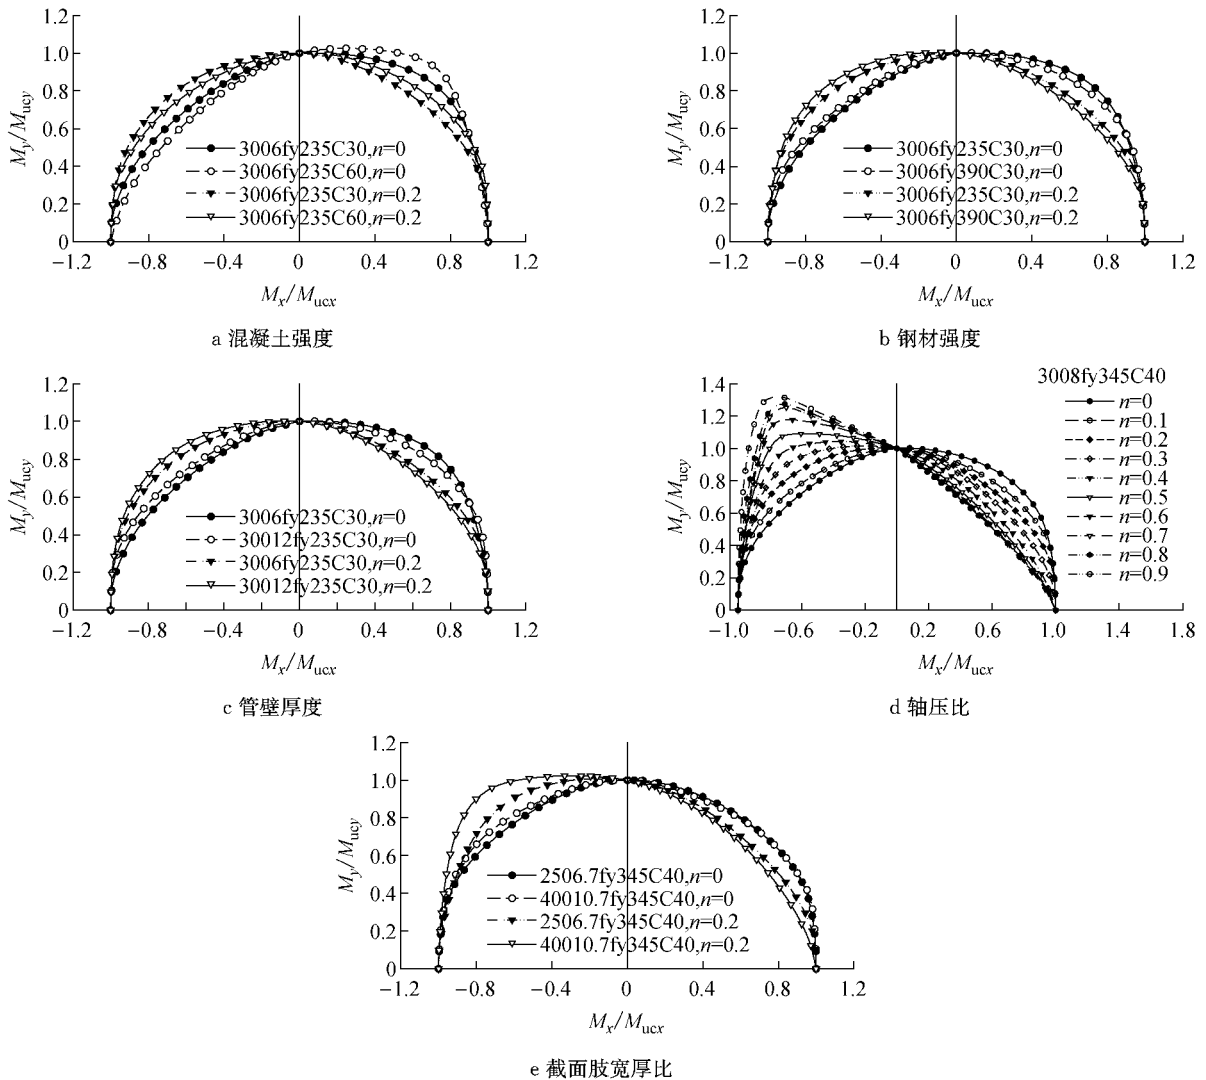 1.2
1.0
0.8
0.6
0.4
0.2
0
My/Mucy
3006fy235C30,n=0
3006fy235C60,n=0
3006fy235C30,n=0.2
3006fy235C60,n=0.2
−1.2 −0.8 −0.4 0 0.4 0.8 1.2
Mx/Mucx
a 混凝土强度
1.2
1.0
0.8
0.6
0.4
0.2
0
My/Mucy
3006fy235C30,n=0
3006fy390C30,n=0
3006fy235C30,n=0.2
3006fy390C30,n=0.2
−1.2 −0.8 −0.4 0 0.4 0.8 1.2
Mx/Mucx
b 钢材强度
1.2
1.0
0.8
0.6
0.4
0.2
0
My/Mucy
3006fy235C30,n=0
30012fy235C30,n=0
3006fy235C30,n=0.2
30012fy235C30,n=0.2
−1.2 −0.8 −0.4 0 0.4 0.8 1.2
Mx/Mucx
c 管壁厚度
1.4
1.2
1.0
0.8
0.6
0.4
0.2
0
My/Mucy
3008fy345C40
n=0
n=0.1
n=0.2
n=0.3
n=0.4
n=0.5
n=0.6
n=0.7
n=0.8
n=0.9
−1.0 −0.6 −0.2 0.2 0.6 1.0 1.4 1.8
Mx/Mucx
d 轴压比
1.2
1.0
0.8
0.6
0.4
0.2
0
My/Mucy
2506.7fy345C40,n=0
40010.7fy345C40,n=0
2506.7fy345C40,n=0.2
40010.7fy345C40,n=0.2
−1.2 −0.8 −0.4 0 0.4 0.8 1.2
Mx/Mucx
e 截面肢宽厚比